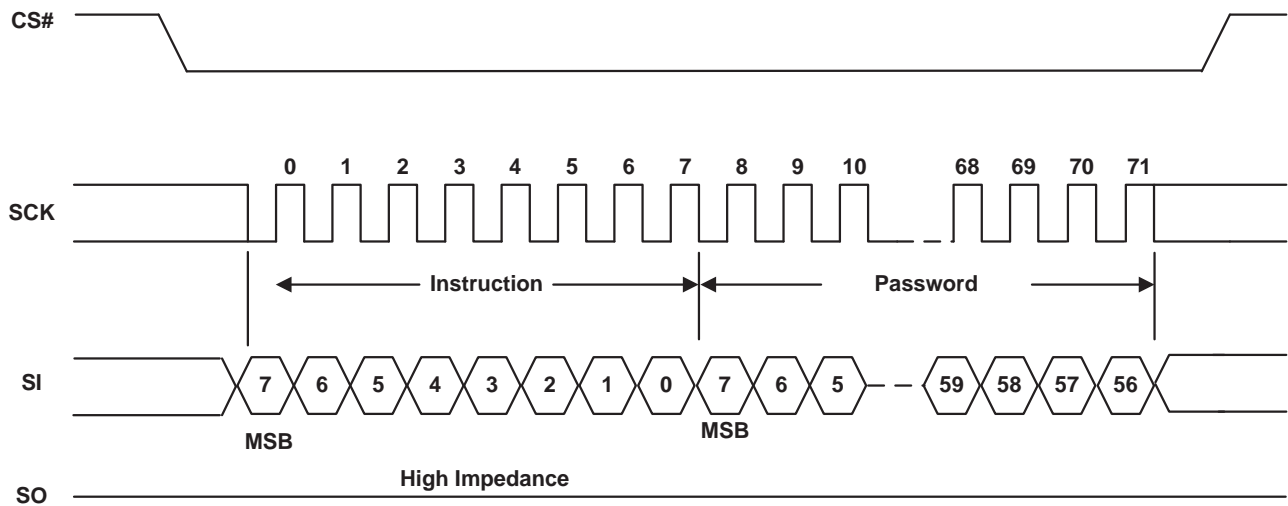 CS#
0 1 2 3 4 5 6 7 8 9 10 68 69 70 71
SCK
Instruction Password
SI 7 6 5 4 3 2 1 0 7 6 5 59 58 57 56
MSB MSB
High Impedance
SO